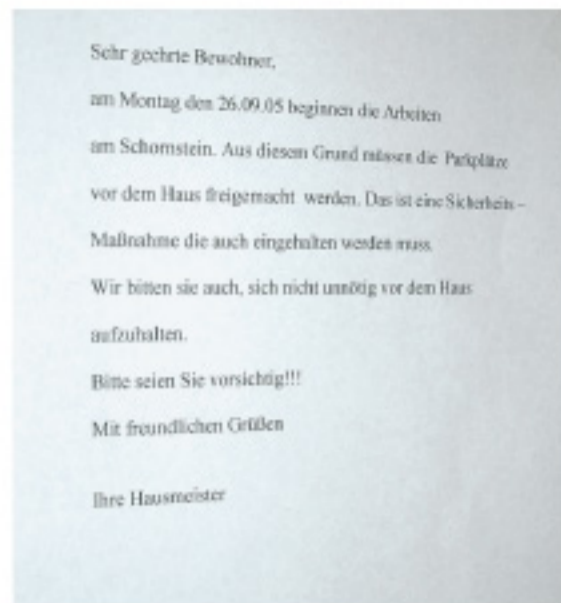 Sehr geehrte Bewohner,
am Montag den 26.09.05 beginnen die Arbeiten
am Schornstein. Aus diesem Grund müssen die Parkplätze
vor dem Haus freigemacht werden. Das ist eine Sicherheits –
Maßnahme die auch eingehalten werden muss.
Wir bitten sie auch, sich nicht unnötig vor dem Haus
aufzuhalten.
Bitte seien Sie vorsichtig!!!
Mit freundlichen Grüßen
Ihre Hausmeister